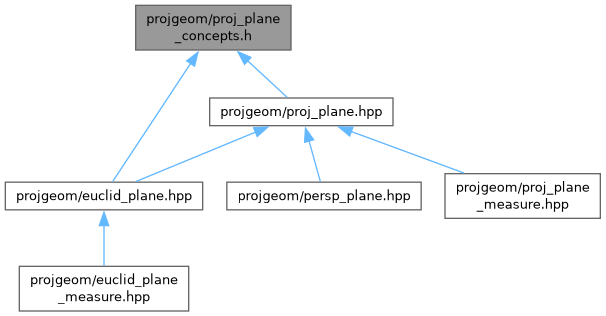 projgeom/proj_plane
_concepts.h
projgeom/proj_plane.hpp
projgeom/euclid_plane.hpp
projgeom/persp_plane.hpp
projgeom/proj_plane
_measure.hpp
projgeom/euclid_plane
_measure.hpp